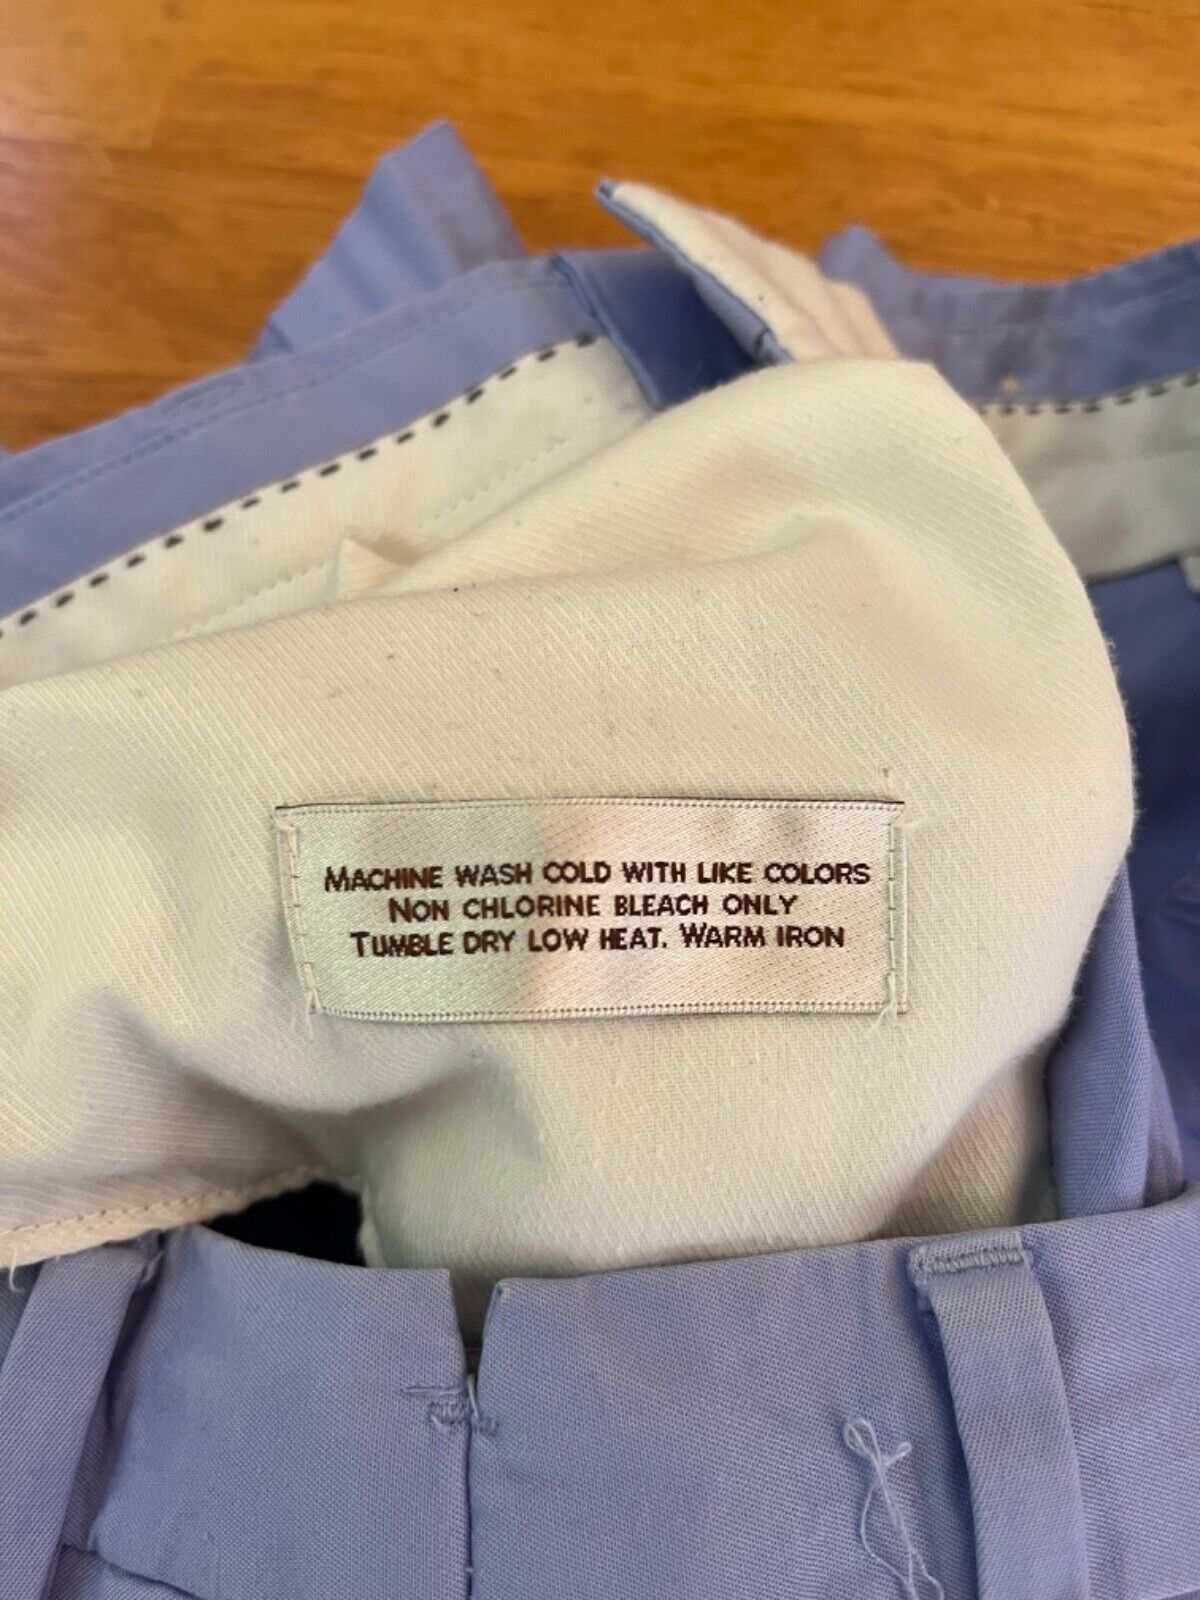 MACHINE WASH COLD WITH LIKE COLORS
NON CHLORINE BLEACH ONLY
TUMBLE DRY LOW HEAT. WARM IRON